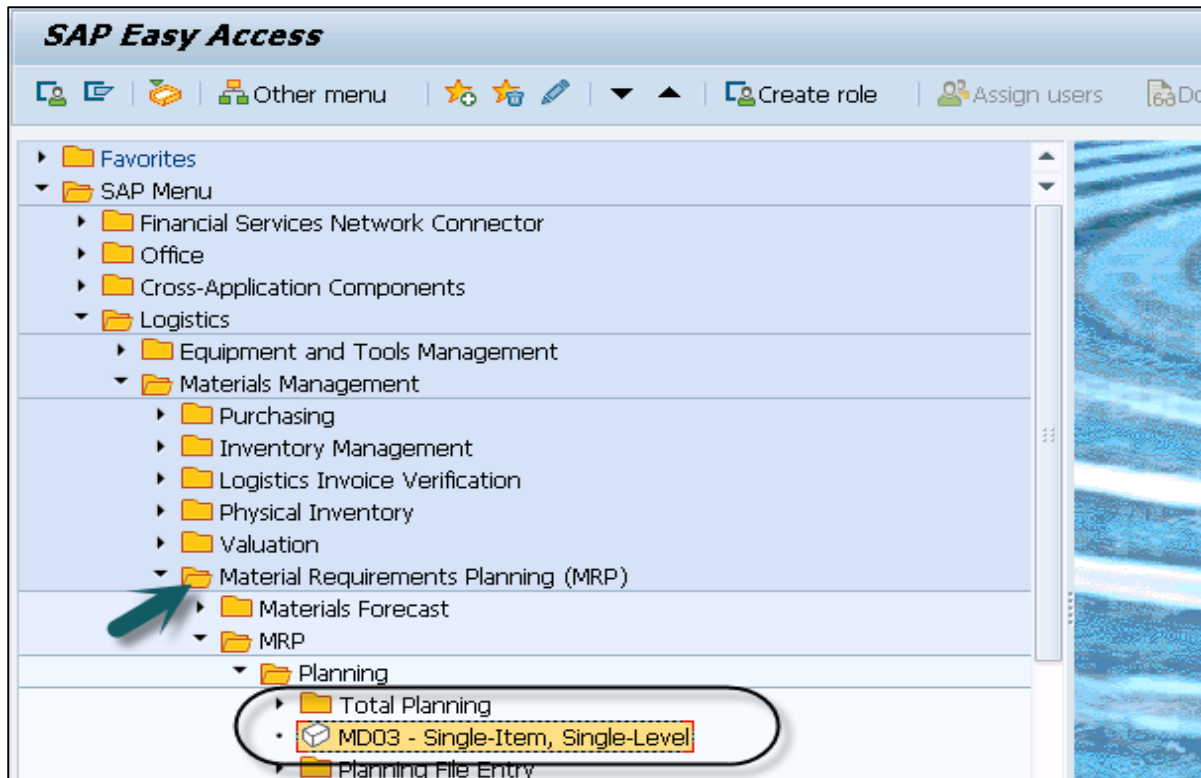 SAP Easy Access
Other menu Create role Assign users Do
Favorites
SAP Menu
Financial Services Network Connector
Office
Cross-Application Components
Logistics
Equipment and Tools Management
Materials Management
Purchasing
Inventory Management
Logistics Invoice Verification
Physical Inventory
Valuation
Material Requirements Planning (MRP)
Materials Forecast
MRP
Planning
Total Planning
MD03 - Single-Item, Single-Level
Planning File Entry